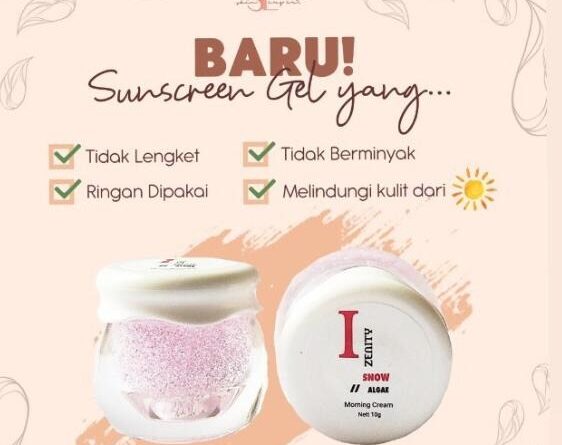 BARU!
Sunscreen Gel yang...
Tidak Lengket
Tidak Berminyak
Ringan Dipakai
Melindungi kulit dari
I
ZENITY
SNOW
// ALGAE
Morning Cream
Nett 10g